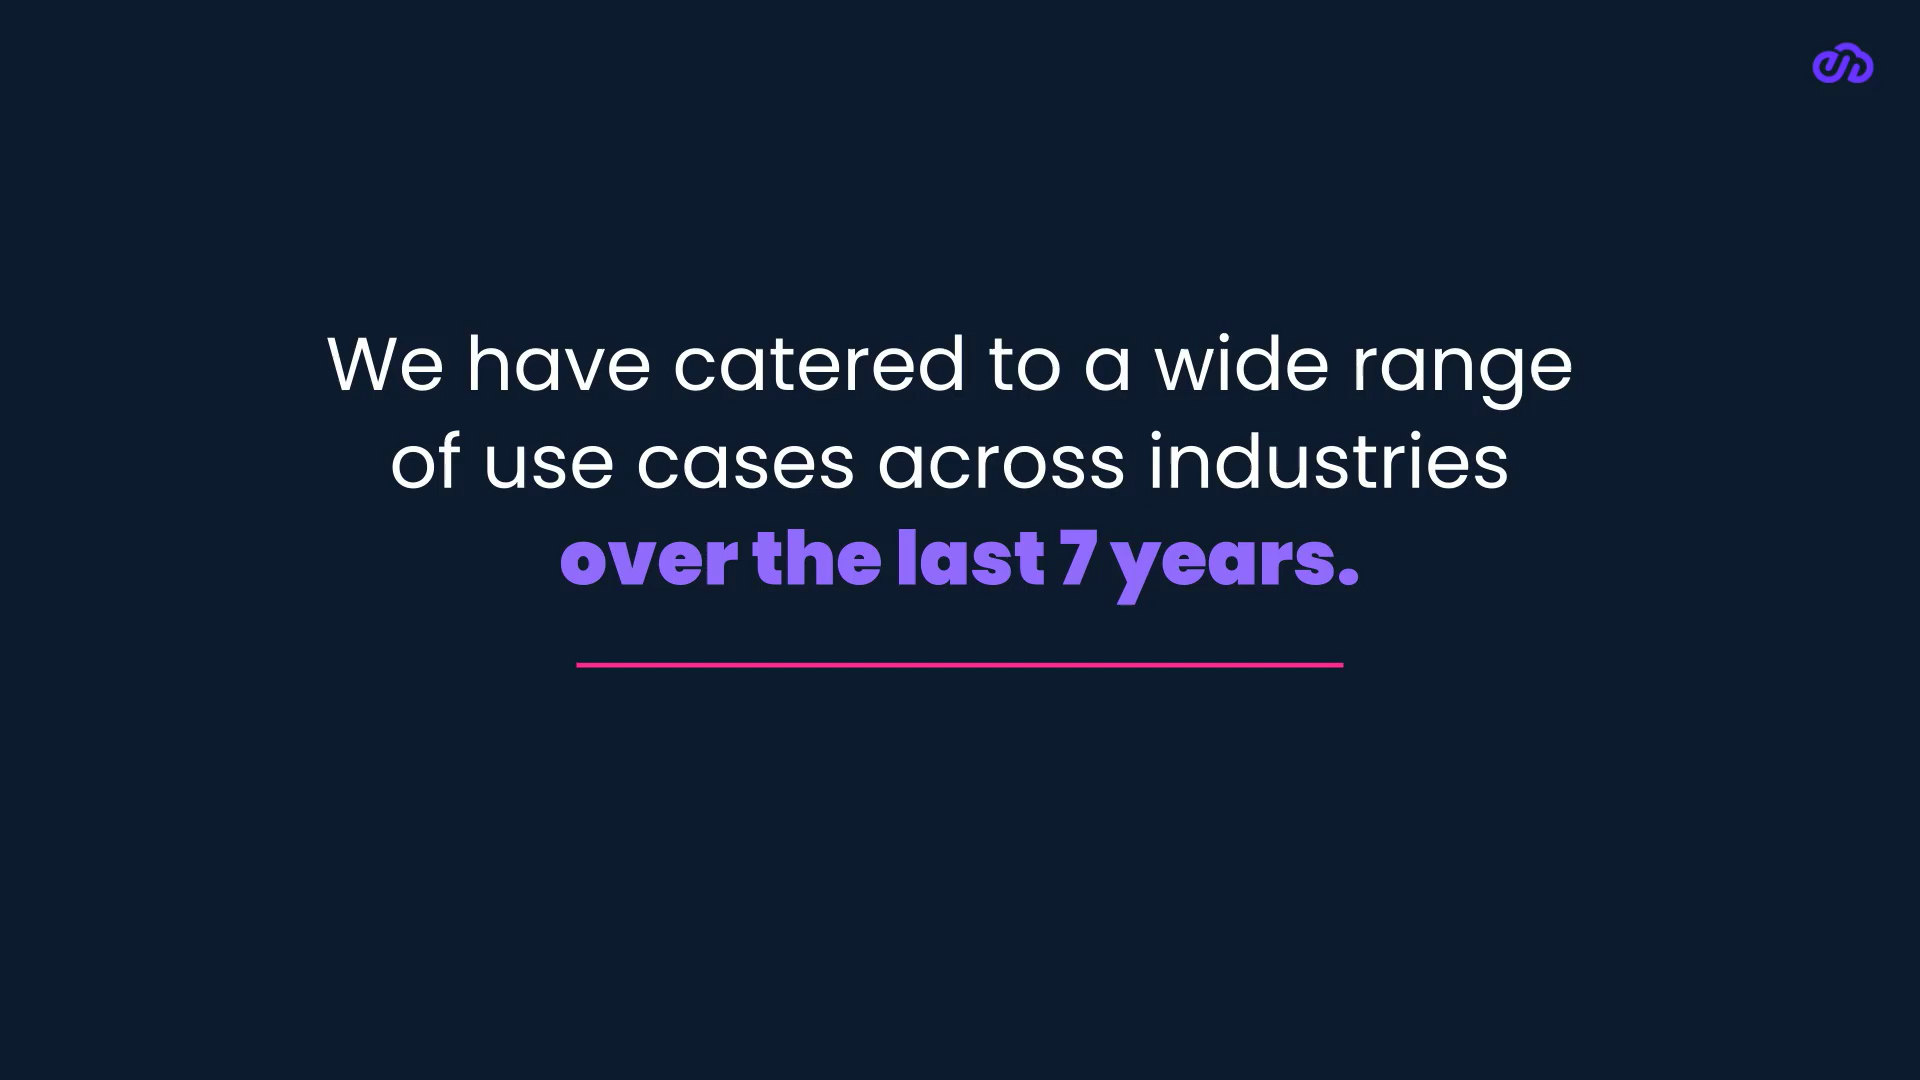 We have catered to a wide range
of use cases across industries
over the last 7 years.